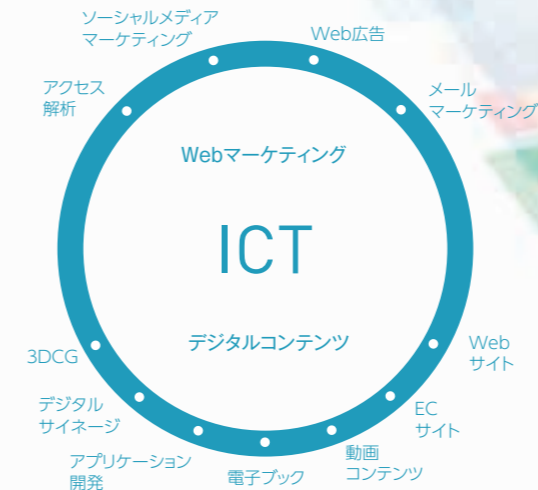 ソーシャルメディア
マーケティング
Web広告
アクセス
解析
メール
マーケティング
Webマーケティング
ICT
デジタルコンテンツ
3DCG
Web
サイト
デジタル
サイネージ
EC
サイト
アプリケーション
開発
電子ブック
動画
コンテンツ